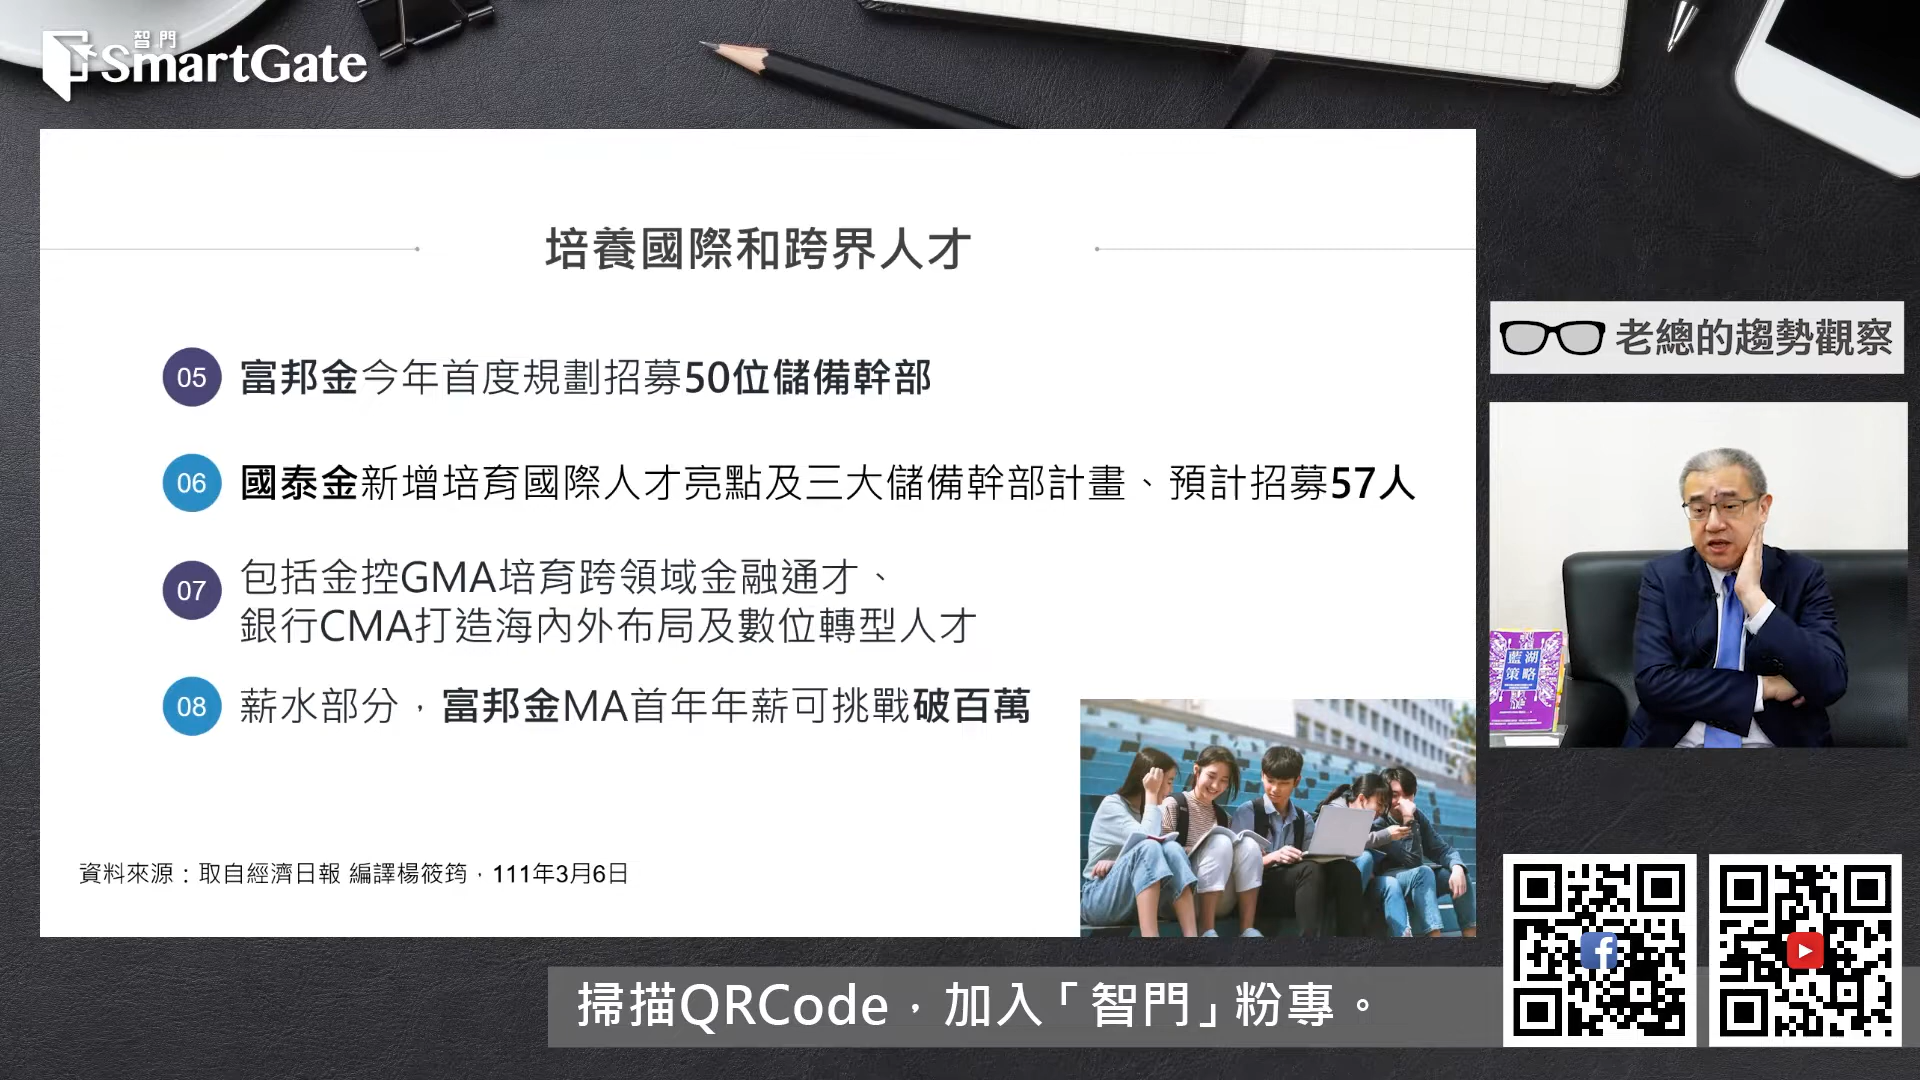 智門
SmartGate
培養國際和跨界人才
05 富邦金今年首度規劃招募50位儲備幹部
06 國泰金新增培育國際人才亮點及三大儲備幹部計畫、預計招募57人
07 包括金控GMA培育跨領域金融通才、
銀行CMA打造海內外布局及數位轉型人才
08 薪水部分，富邦金MA首年年薪可挑戰破百萬
資料來源：取自經濟日報 編譯楊筱筠，111年3月6日
老總的趨勢觀察
藍湖
策略
掃描QRCode，加入「智門」粉專。